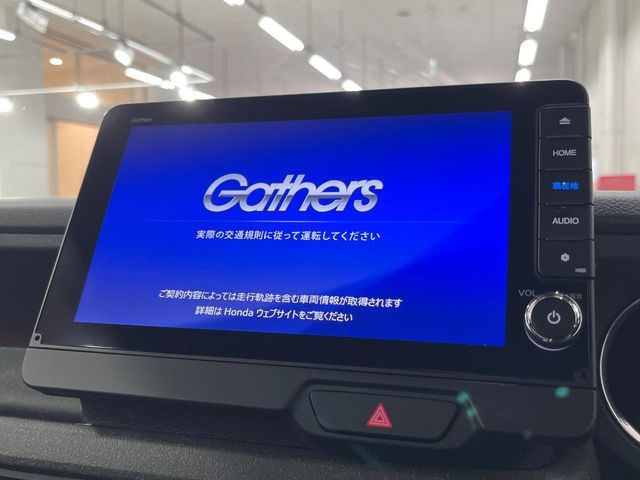 Gathers
Gathers
実際の交通規則に従って運転してください
ご契約内容によっては走行軌跡を含む車両情報が取得されます
詳細は Honda ウェブサイトをご覧ください
HOME
現在地
AUDIO
VOL